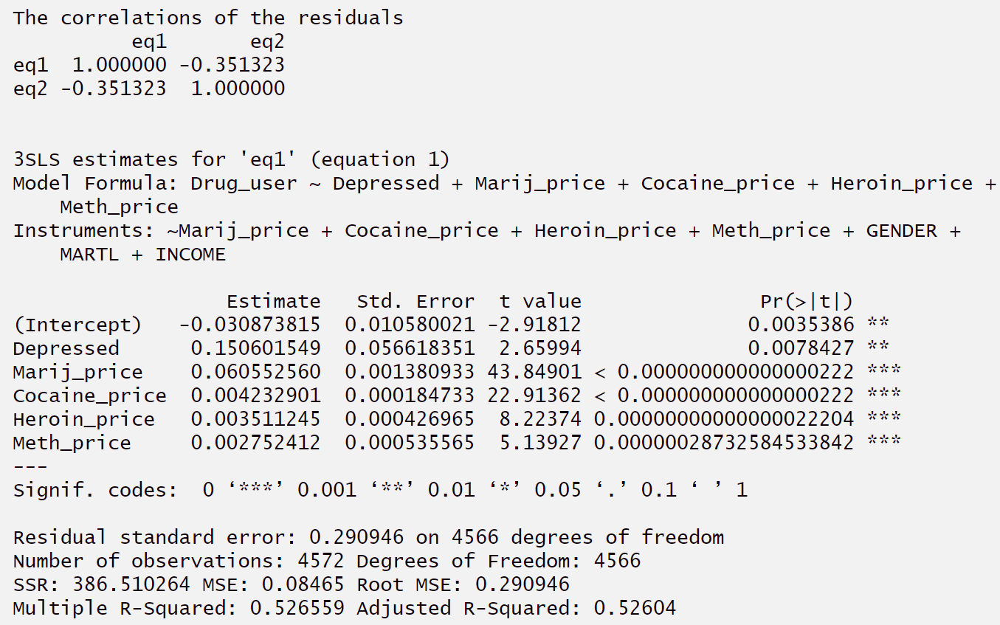 The correlations of the residuals
eq1 eq2
eq1 1.000000 -0.351323
eq2 -0.351323 1.000000
3SLS estimates for 'eq1' (equation 1)
Model Formula: Drug_user ~ Depressed + Marij_price + Cocaine_price + Heroin_price +
Meth_price
Instruments: ~Marij_price + Cocaine_price + Heroin_price + Meth_price + GENDER +
MARTL + INCOME
Estimate Std. Error t value Pr(>|t|)
(Intercept) -0.030873815 0.010580021 -2.91812 0.0035386 **
Depressed 0.150601549 0.056618351 2.65994 0.0078427 **
Marij_price 0.060552560 0.001380933 43.84901 < 0.000000000000000222 ***
Cocaine_price 0.004232901 0.000184733 22.91362 < 0.000000000000000222 ***
Heroin_price 0.003511245 0.000426965 8.22374 0.00000000000000022204 ***
Meth_price 0.002752412 0.000535565 5.13927 0.00000028732584533842 ***
---
Signif. codes: 0 ‘***’ 0.001 ‘**’ 0.01 ‘*’ 0.05 ‘.’ 0.1 ‘ ’ 1
Residual standard error: 0.290946 on 4566 degrees of freedom
Number of observations: 4572 Degrees of Freedom: 4566
SSR: 386.510264 MSE: 0.08465 Root MSE: 0.290946
Multiple R-Squared: 0.526559 Adjusted R-Squared: 0.52604